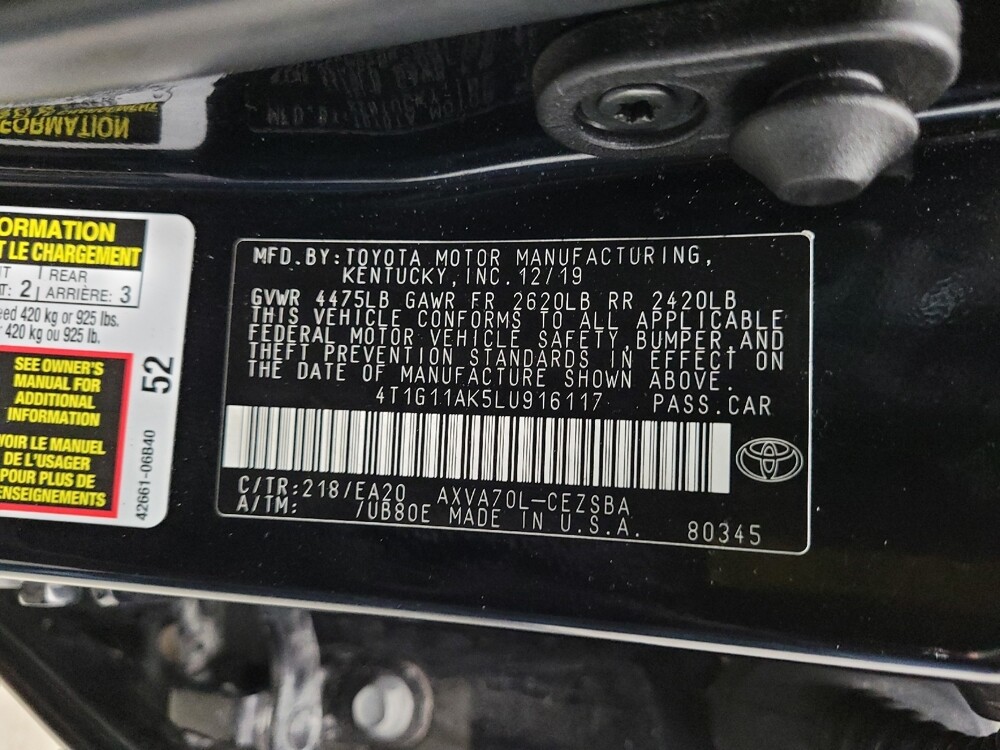 FORMATION
ORMATION
T LE CHARGEMENT
REAR
: 2 ARRIÈRE: 3
ed 420 kg or 925 lbs.
420 kg ou 925 lb.
SEE OWNER'S
MANUAL FOR
ADDITIONAL
INFORMATION
VOIR LE MANUEL
DE L'USAGER
POUR PLUS DE
ENSEIGNEMENTS
52
42661-06B40
MFD.BY:TOYOTA MOTOR MANUFACTURING,
KENTUCKY,INC.12/19
GVWR 4475LB GAWR FR 2620LB RR 2420LB
THIS VEHICLE CONFORMS TO ALL APPLICABLE
FEDERAL MOTOR VEHICLE SAFETY,BUMPER,AND
THEFT PREVENTION STANDARDS IN EFFECT ON
THE DATE OF MANUFACTURE SHOWN ABOVE.
4T1G11AK5LU916117 PASS.CAR
C/TR:218/EA20 AXVA70L-CEZSBA
A/TM: /UB80E MADE IN U.S.A. 80345